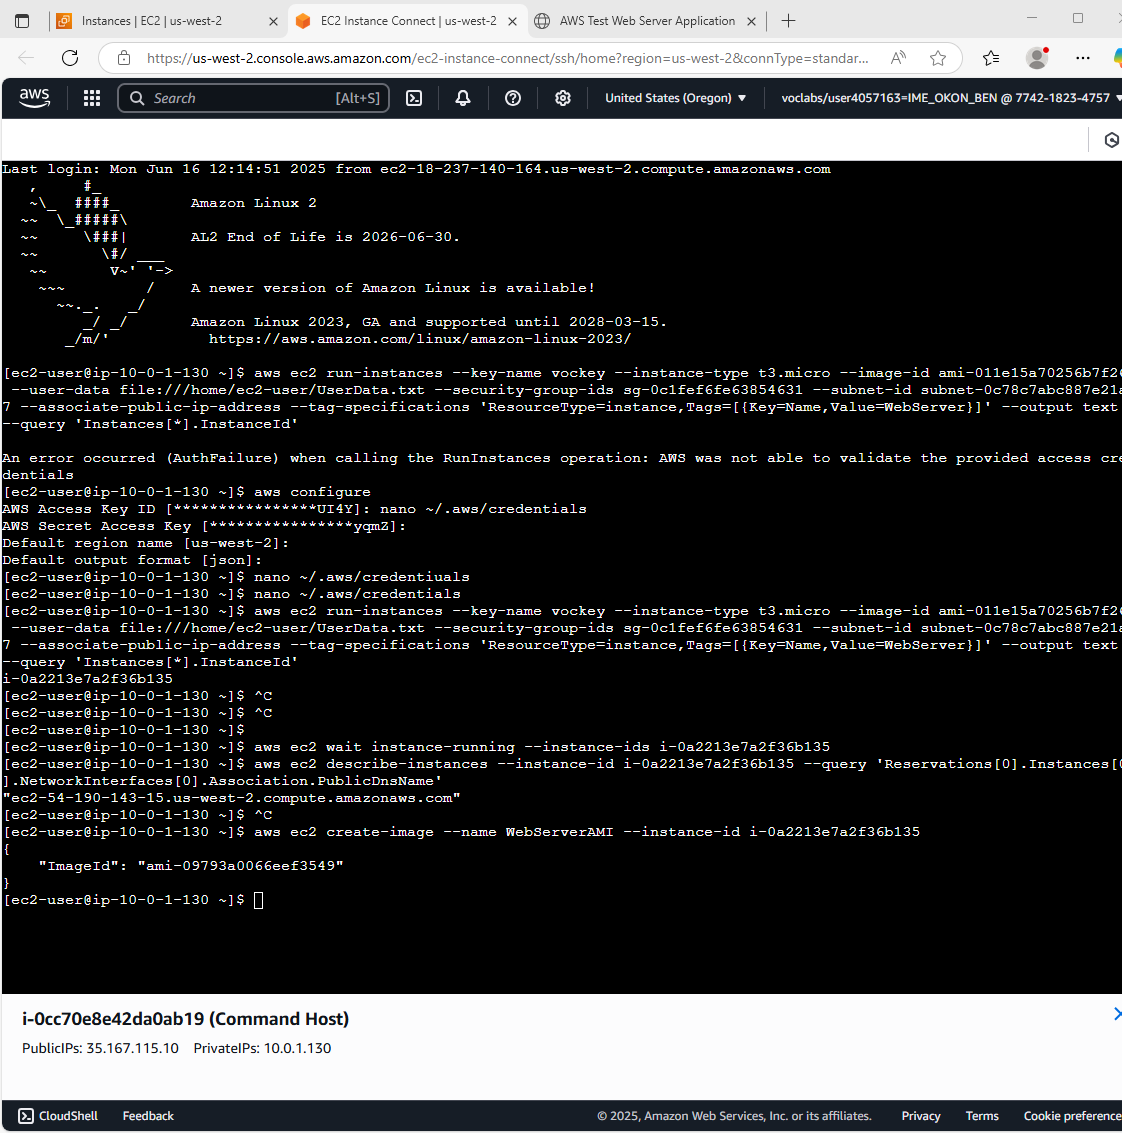 Instances | EC2 | us-west-2
EC2 Instance Connect | us-west-2
AWS Test Web Server Application
https://us-west-2.console.aws.amazon.com/ec2-instance-connect/ssh/home?region=us-west-2&connType=standar...
aws
Search [Alt+S]
United States (Oregon)
voclabs/user4057163=IME_OKON_BEN @ 7742-1823-4757
Last login: Mon Jun 16 12:14:51 2025 from ec2-18-237-140-164.us-west-2.compute.amazonaws.com
   ,     #_
   ~\_  ####_        Amazon Linux 2
  ~~  \_#####\
  ~~     \###|       AL2 End of Life is 2026-06-30.
  ~~       \#/ ___
   ~~       V~' '->
    ~~~         /    A newer version of Amazon Linux is available!
      ~~._.   _/
         _/ _/       Amazon Linux 2023, GA and supported until 2028-03-15.
       _/m/'           https://aws.amazon.com/linux/amazon-linux-2023/
[ec2-user@ip-10-0-1-130 ~]$ aws ec2 run-instances --key-name vockey --instance-type t3.micro --image-id ami-011e15a70256b7f2
 --user-data file:///home/ec2-user/UserData.txt --security-group-ids sg-0c1fef6fe63854631 --subnet-id subnet-0c78c7abc887e21a
7 --associate-public-ip-address --tag-specifications 'ResourceType=instance,Tags=[{Key=Name,Value=WebServer}]' --output text
--query 'Instances[*].InstanceId'
An error occurred (AuthFailure) when calling the RunInstances operation: AWS was not able to validate the provided access cre
dentials
[ec2-user@ip-10-0-1-130 ~]$ aws configure
AWS Access Key ID [****************UI4Y]: nano ~/.aws/credentials
AWS Secret Access Key [****************yqmZ]:
Default region name [us-west-2]:
Default output format [json]:
[ec2-user@ip-10-0-1-130 ~]$ nano ~/.aws/credentiuals
[ec2-user@ip-10-0-1-130 ~]$ nano ~/.aws/credentials
[ec2-user@ip-10-0-1-130 ~]$ aws ec2 run-instances --key-name vockey --instance-type t3.micro --image-id ami-011e15a70256b7f2
 --user-data file:///home/ec2-user/UserData.txt --security-group-ids sg-0c1fef6fe63854631 --subnet-id subnet-0c78c7abc887e21a
7 --associate-public-ip-address --tag-specifications 'ResourceType=instance,Tags=[{Key=Name,Value=WebServer}]' --output text
--query 'Instances[*].InstanceId'
i-0a2213e7a2f36b135
[ec2-user@ip-10-0-1-130 ~]$ ^C
[ec2-user@ip-10-0-1-130 ~]$ ^C
[ec2-user@ip-10-0-1-130 ~]$
[ec2-user@ip-10-0-1-130 ~]$ aws ec2 wait instance-running --instance-ids i-0a2213e7a2f36b135
[ec2-user@ip-10-0-1-130 ~]$ aws ec2 describe-instances --instance-id i-0a2213e7a2f36b135 --query 'Reservations[0].Instances[0
].NetworkInterfaces[0].Association.PublicDnsName'
"ec2-54-190-143-15.us-west-2.compute.amazonaws.com"
[ec2-user@ip-10-0-1-130 ~]$ ^C
[ec2-user@ip-10-0-1-130 ~]$ aws ec2 create-image --name WebServerAMI --instance-id i-0a2213e7a2f36b135
{
    "ImageId": "ami-09793a0066eef3549"
}
[ec2-user@ip-10-0-1-130 ~]$
i-0cc70e8e42da0ab19 (Command Host)
PublicIPs: 35.167.115.10 PrivateIPs: 10.0.1.130
CloudShell Feedback © 2025, Amazon Web Services, Inc. or its affiliates. Privacy Terms Cookie preference